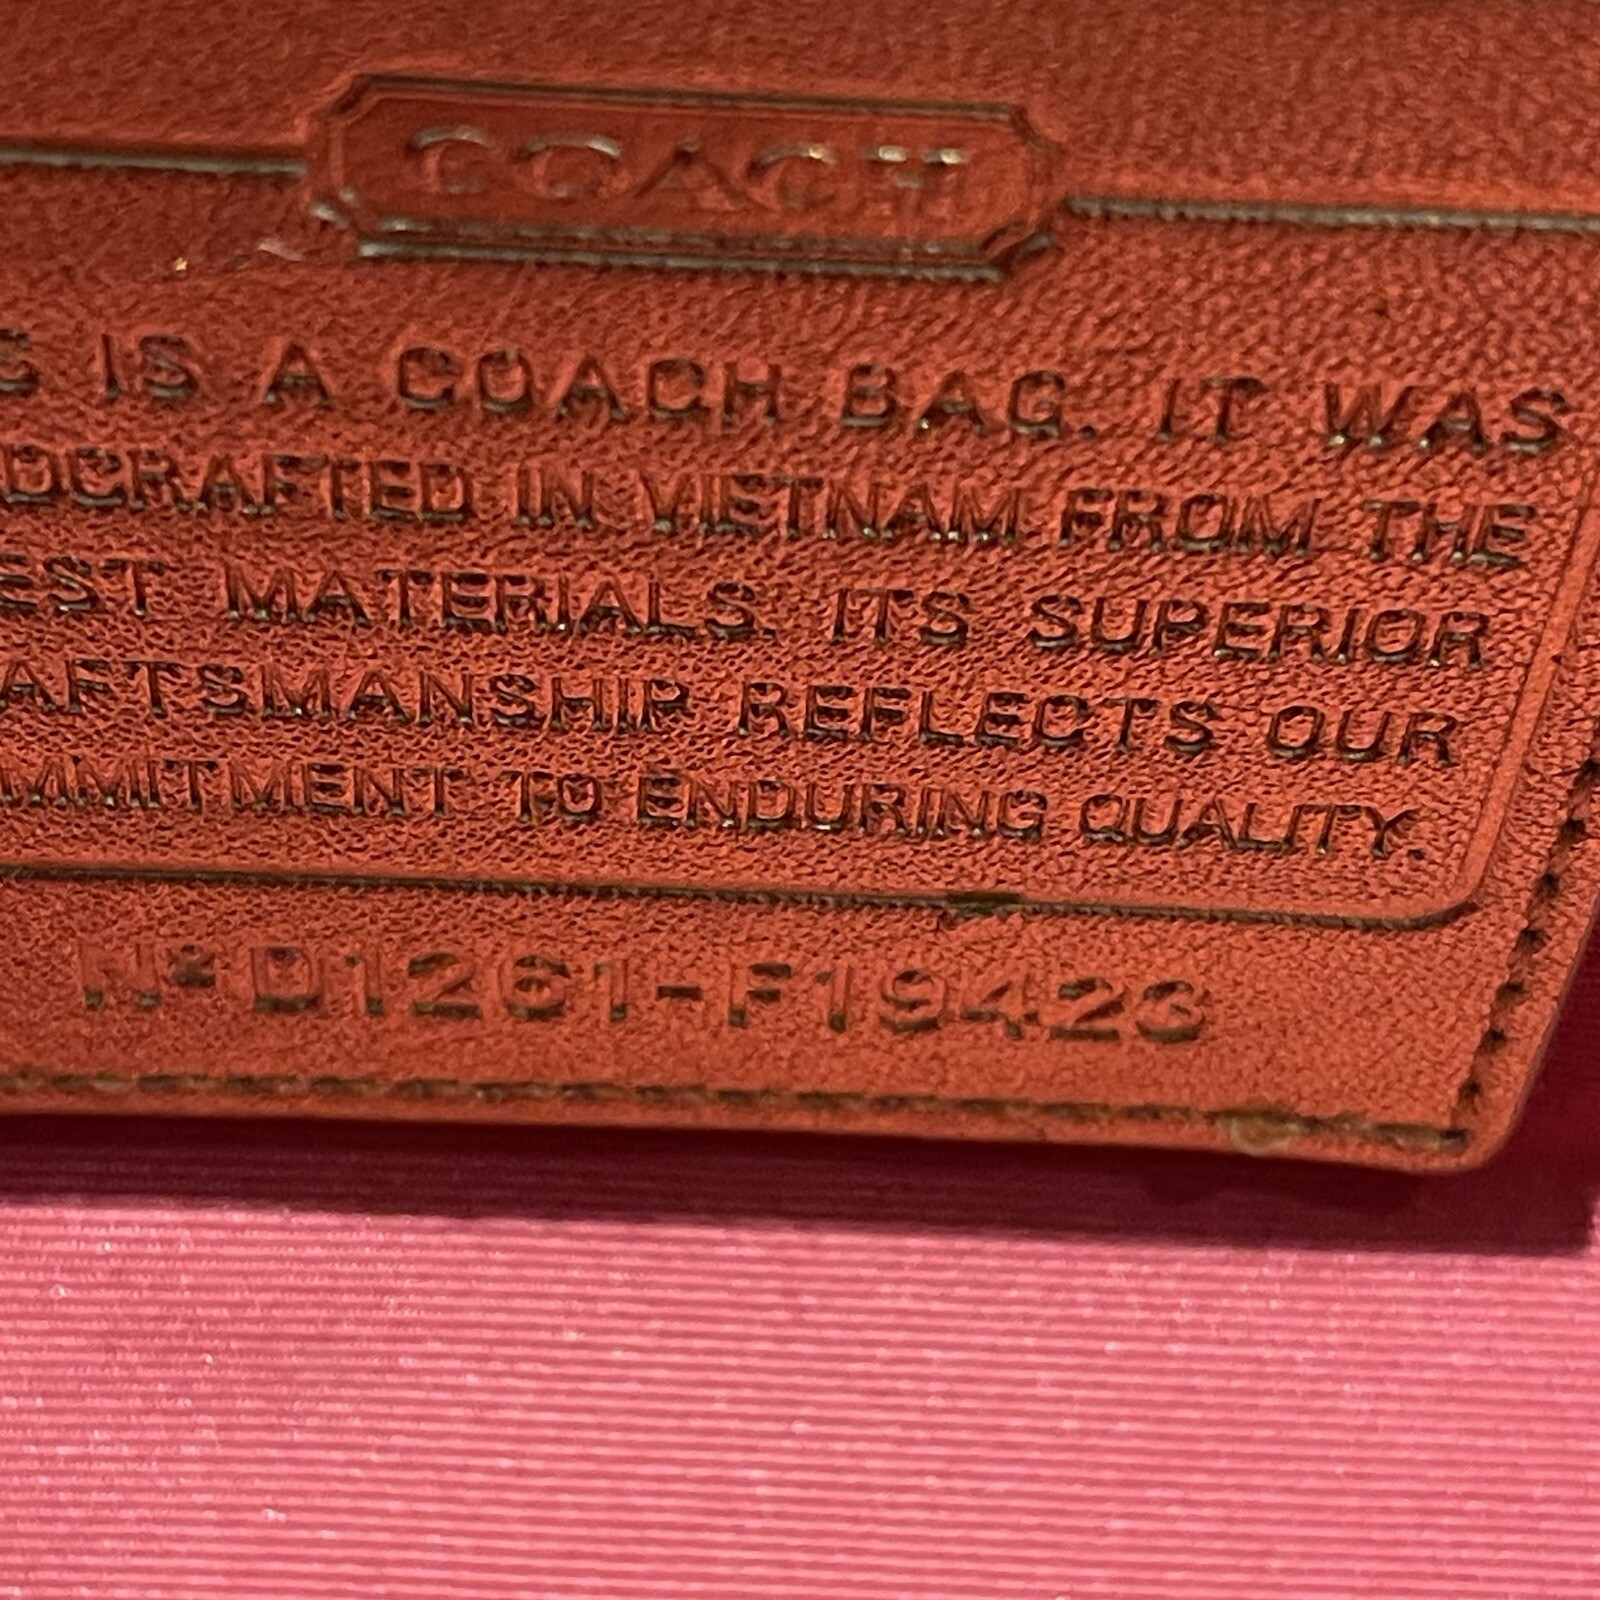 COACH
S IS A COACH BAG. IT WAS
DCRAFTED IN VIETNAM FROM THE
EST MATERIALS. ITS SUPERIOR
AFTSMANSHIP REFLECTS OUR
MMITMENT TO ENDURING QUALITY.
Nº D1261-F19423